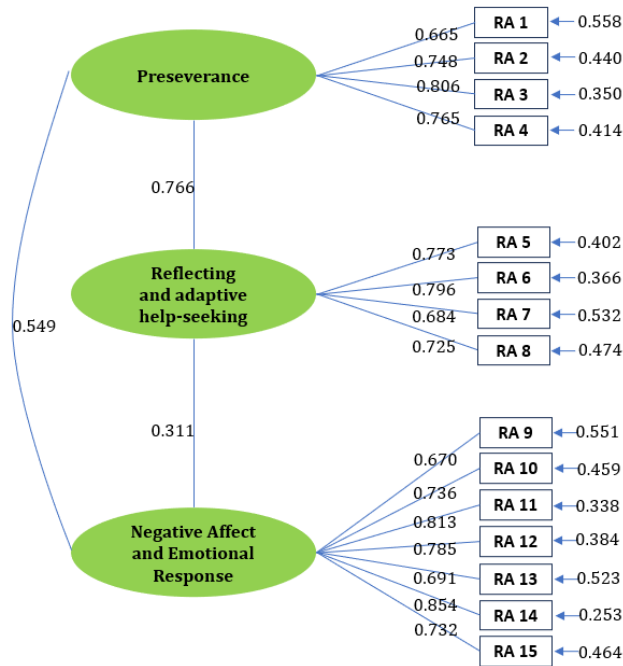 RA 1
0.558
0.665
RA 2
0.440
0.748
Preseverance
RA 3
0.350
0.806
RA 4
0.414
0.765
0.766
RA 5
0.402
0.773
Reflecting
and adaptive
help-seeking
RA 6
0.366
0.796
RA 7
0.532
0.684
RA 8
0.474
0.725
0.549
0.311
RA 9
0.551
0.670
RA 10
0.459
0.736
RA 11
0.338
0.813
Negative Affect
and Emotional
Response
RA 12
0.384
0.785
RA 13
0.523
0.691
RA 14
0.253
0.854
RA 15
0.464
0.732